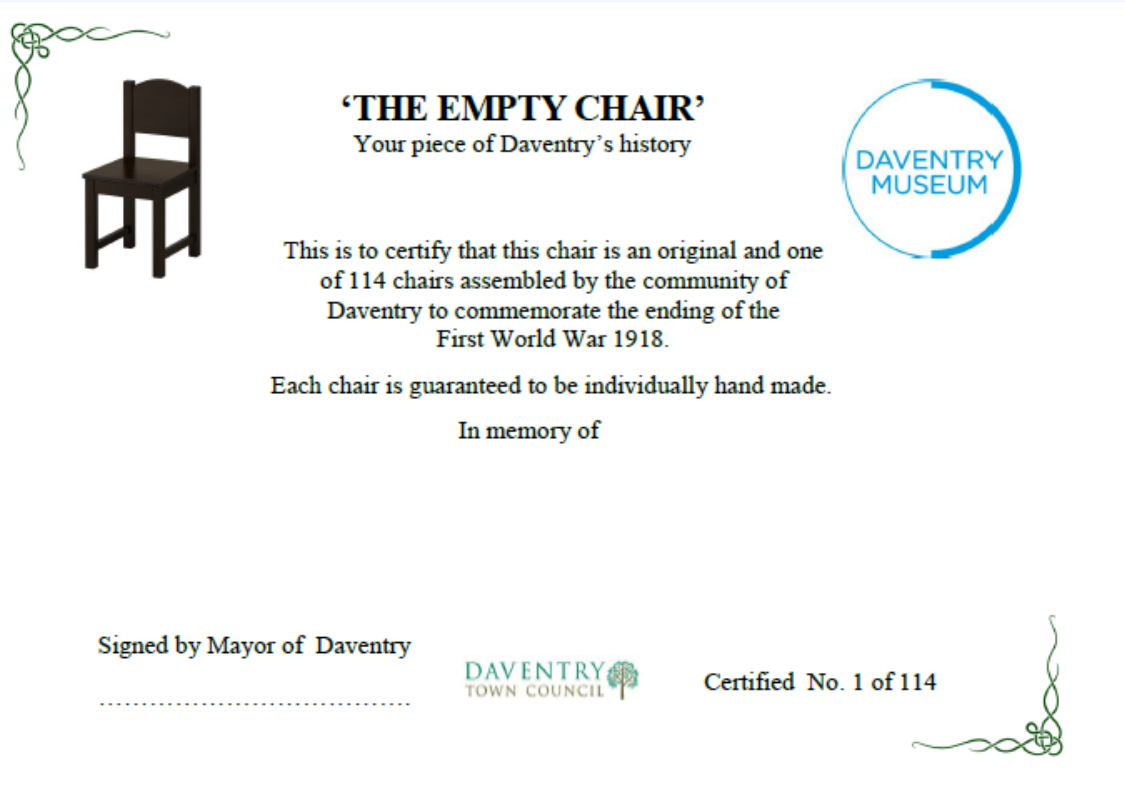 ‘THE EMPTY CHAIR’
Your piece of Daventry’s history
DAVENTRY
MUSEUM
This is to certify that this chair is an original and one
of 114 chairs assembled by the community of
Daventry to commemorate the ending of the
First World War 1918.
Each chair is guaranteed to be individually hand made.
In memory of
Signed by Mayor of Daventry
………………………………
DAVENTRY
TOWN COUNCIL
Certified No. 1 of 114